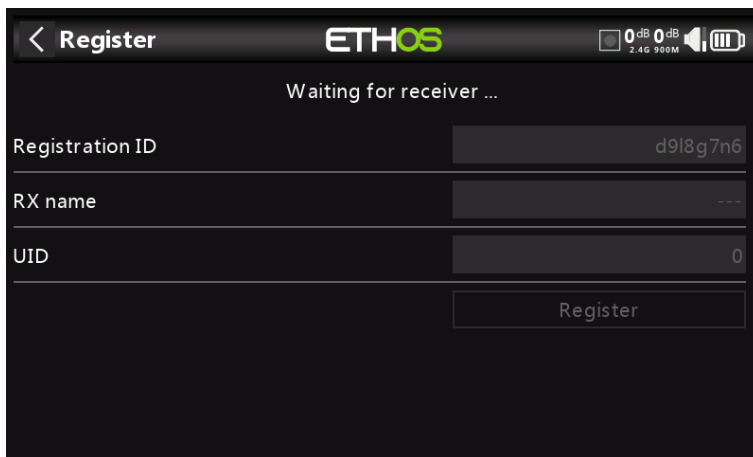 Register
ETHOS
0dB 0dB
2.4G 900M
Waiting for receiver ...
Registration ID d9l8g7n6
RX name ---
UID 0
Register